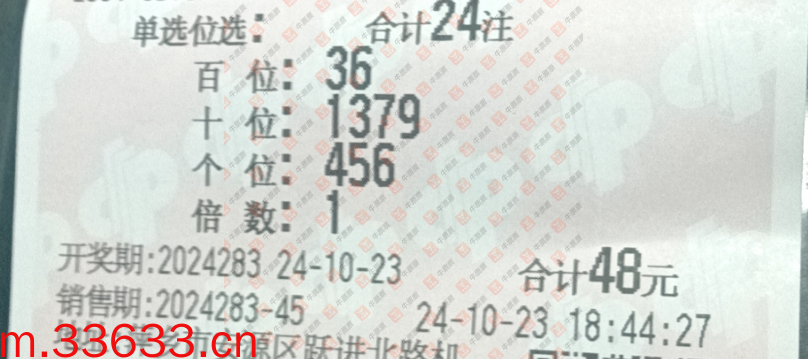 单选位选: 合计24注
百 位: 36
十 位: 1379
个 位: 456
倍 数: 1
开奖期:2024283 24-10-23 合计48元
销售期:2024283-45 24-10-23 18:44:27
m.33633.cn
源区跃进北路机